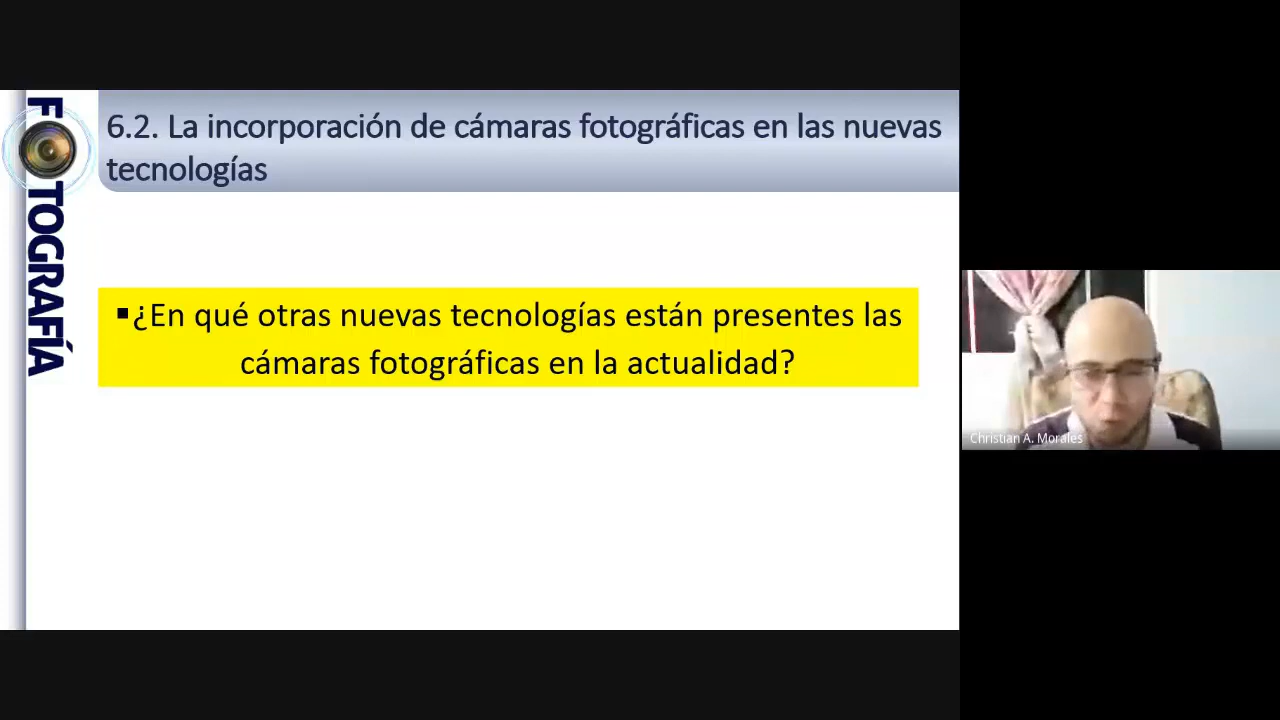 FOTOGRAFÍA
6.2. La incorporación de cámaras fotográficas en las nuevas
tecnologías
▪¿En qué otras nuevas tecnologías están presentes las
cámaras fotográficas en la actualidad?
Christian A. Morales